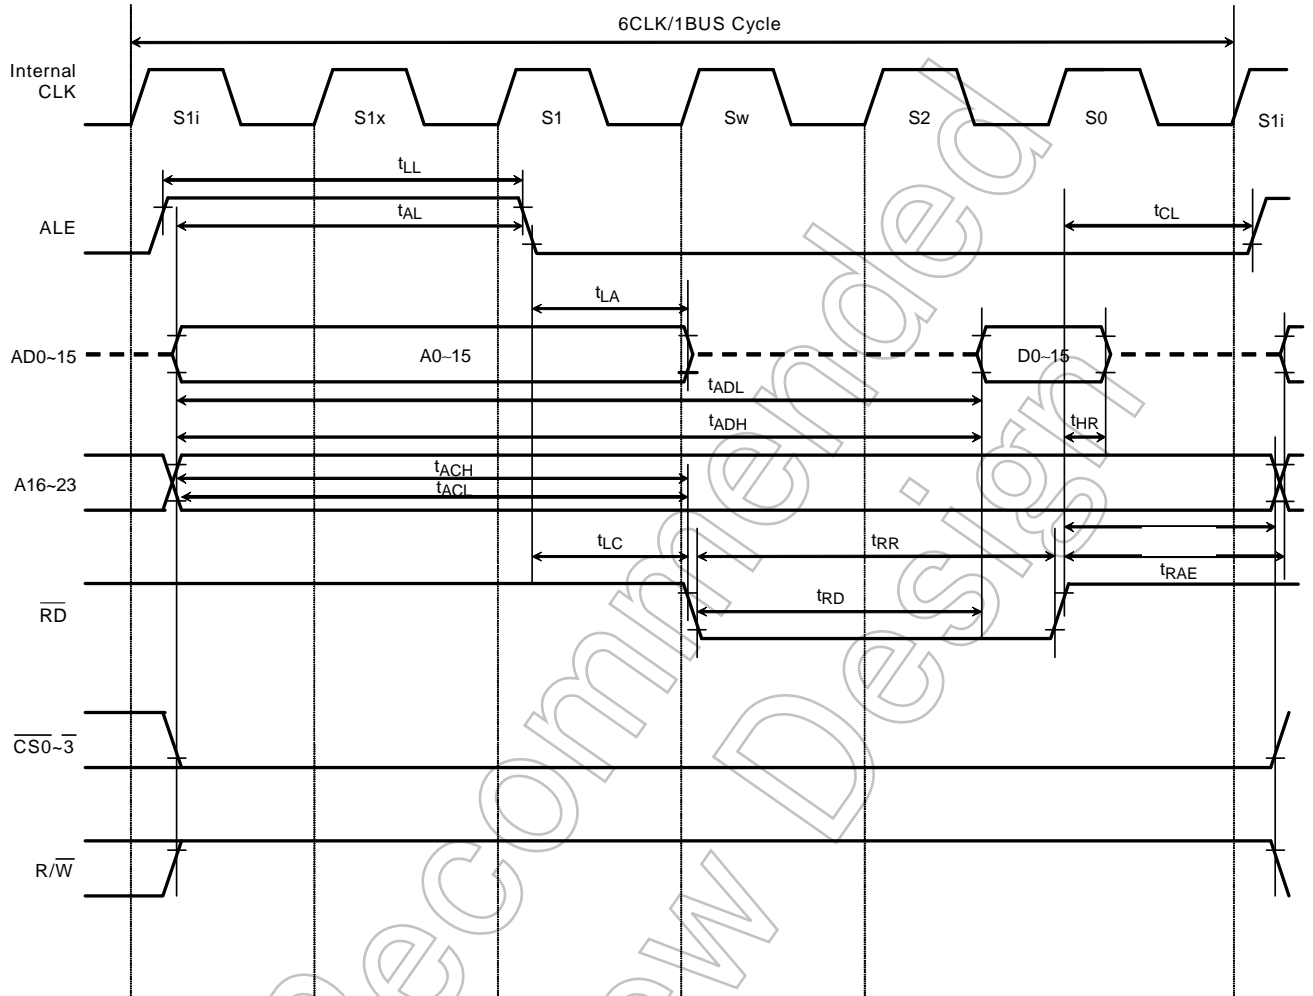 6CLK/1BUS Cycle
Internal
CLK
S1i S1x S1 Sw S2 S0 S1i
tLL
ALE
tAL
tCL
tLA
AD0~15
A0~15
D0~15
tADL
tADH
tHR
A16~23
tACH
tACL
tLC
tRR
tRAE
RD
tRD
CS0~3
R/W
Recommended
New Design